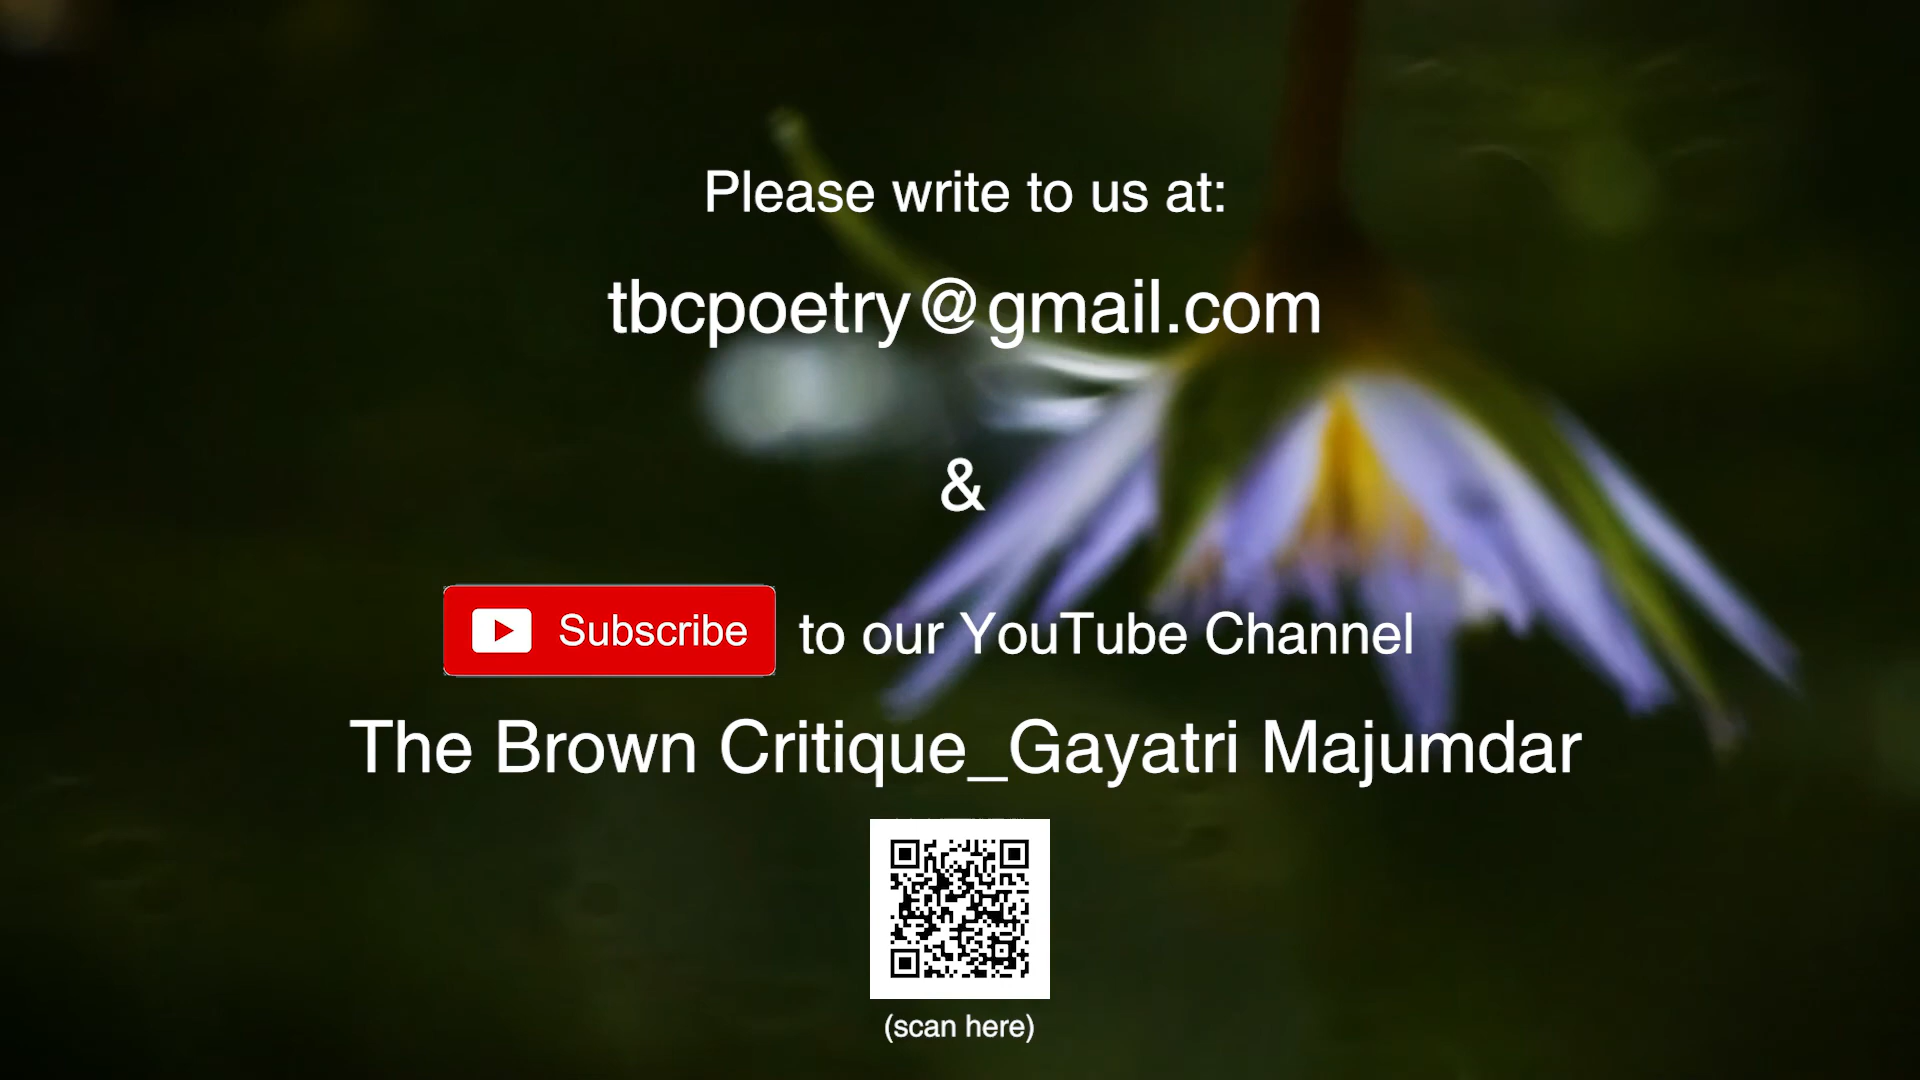 Please write to us at:
tbcpoetry@gmail.com
&
Subscribe to our YouTube Channel
The Brown Critique_Gayatri Majumdar
(scan here)